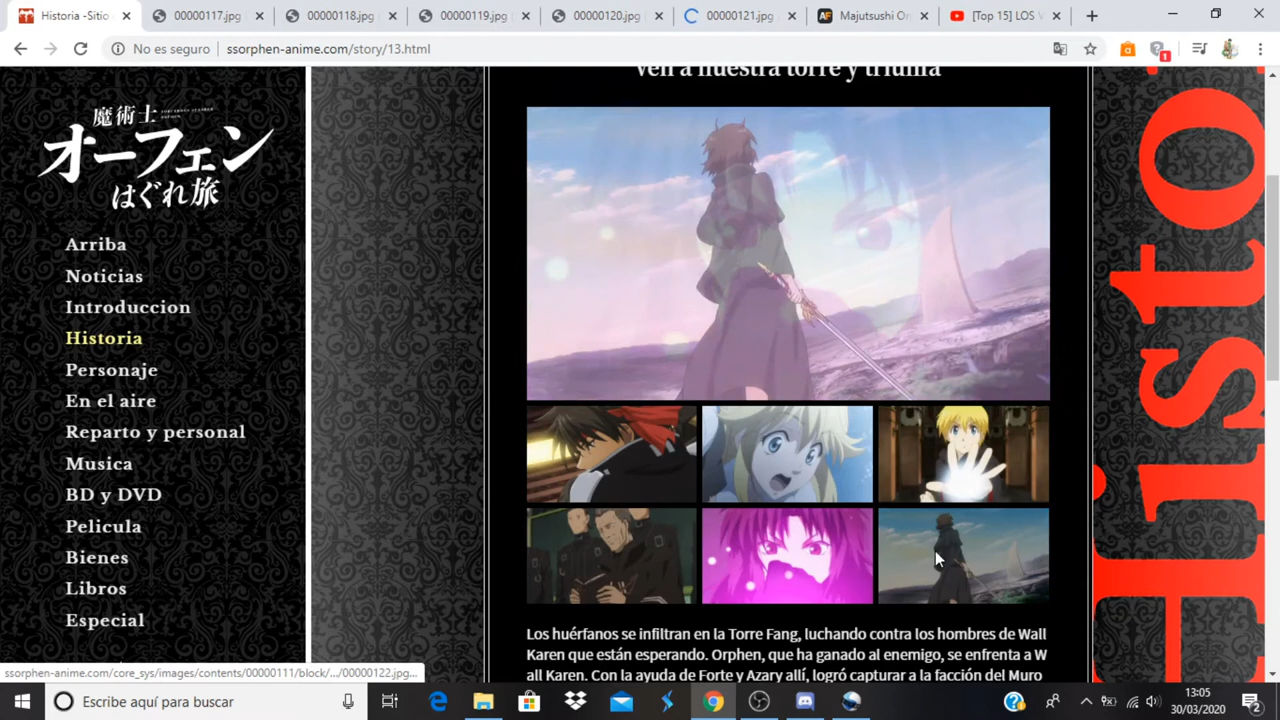 Historia -Sitio
00000117.jpg
00000118.jpg
00000119.jpg
00000120.jpg
00000121.jpg
Majutsushi Or
[Top 15] LOS V
No es seguro
ssorphen-anime.com/story/13.html
1
魔術士
オーフェン
はぐれ旅
Arriba
Noticias
Introduccion
Historia
Personaje
En el aire
Reparto y personal
Musica
BD y DVD
Pelicula
Bienes
Libros
Especial
ven a nuestra torre y triunfa
Los huérfanos se infiltran en la Torre Fang, luchando contra los hombres de Wall
Karen que están esperando. Orphen, que ha ganado al enemigo, se enfrenta a W
all Karen. Con la ayuda de Forte y Azary allí, logró capturar a la facción del Muro
Histo
ssorphen-anime.com/core_sys/images/contents/00000111/block/.../00000122.jpg...
Escribe aquí para buscar
13:05
30/03/2020
2